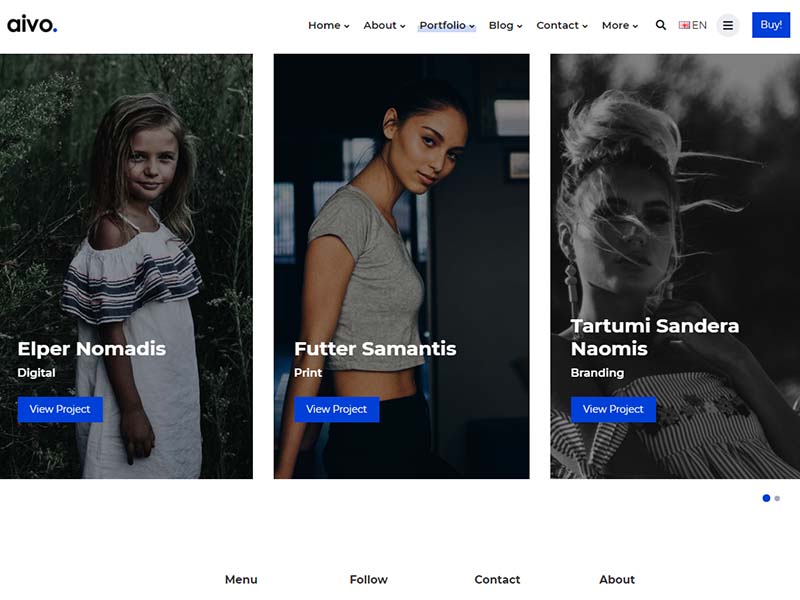 aivo.
Home About Portfolio Blog Contact More EN Buy!
Elper Nomadis
Digital
View Project
Futter Samantis
Print
View Project
Tartumi Sandera
Naomis
Branding
View Project
Menu Follow Contact About